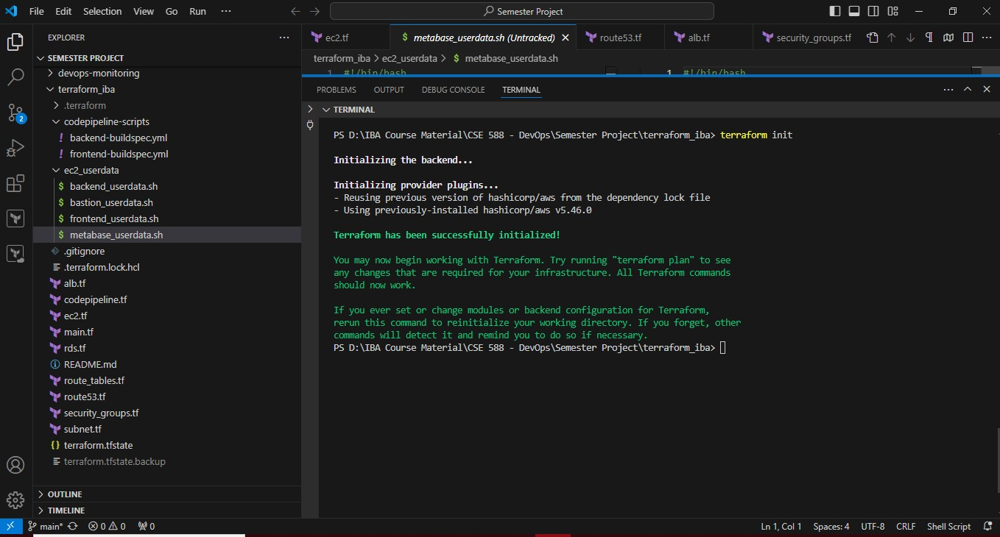 File Edit Selection View Go Run ··· Semester Project
EXPLORER ···
SEMESTER PROJECT
devops-monitoring
terraform_iba
.terraform
codepipeline-scripts
! backend-buildspec.yml
! frontend-buildspec.yml
ec2_userdata
$ backend_userdata.sh
$ bastion_userdata.sh
$ frontend_userdata.sh
$ metabase_userdata.sh
.gitignore
.terraform.lock.hcl
alb.tf
codepipeline.tf
ec2.tf
main.tf
rds.tf
README.md
route_tables.tf
route53.tf
security_groups.tf
subnet.tf
{} terraform.tfstate
terraform.tfstate.backup
OUTLINE
TIMELINE
2
ec2.tf $ metabase_userdata.sh (Untracked) route53.tf alb.tf security_groups.tf
terraform_iba > ec2_userdata > $ metabase_userdata.sh
1 #!/bin/bash 1 #!/bin/bash
PROBLEMS OUTPUT DEBUG CONSOLE TERMINAL
TERMINAL
PS D:\IBA Course Material\CSE 588 - DevOps\Semester Project\terraform_iba> terraform init
Initializing the backend...
Initializing provider plugins...
- Reusing previous version of hashicorp/aws from the dependency lock file
- Using previously-installed hashicorp/aws v5.46.0
Terraform has been successfully initialized!
You may now begin working with Terraform. Try running "terraform plan" to see
any changes that are required for your infrastructure. All Terraform commands
should now work.
If you ever set or change modules or backend configuration for Terraform,
rerun this command to reinitialize your working directory. If you forget, other
commands will detect it and remind you to do so if necessary.
PS D:\IBA Course Material\CSE 588 - DevOps\Semester Project\terraform_iba>
main* 0 0 0 Ln 1, Col 1 Spaces: 4 UTF-8 CRLF Shell Script